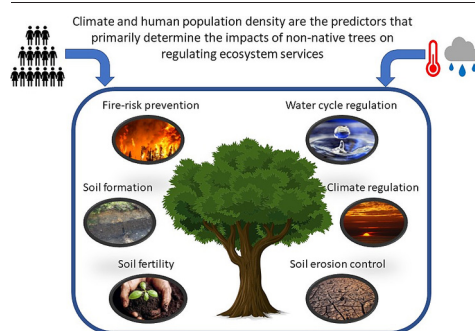 Climate and human population density are the predictors that
primarily determine the impacts of non-native trees on
regulating ecosystem services
Fire-risk prevention
Water cycle regulation
Soil formation
Climate regulation
Soil fertility
Soil erosion control